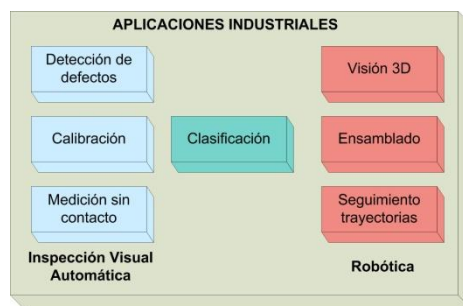 APLICACIONES INDUSTRIALES
Detección de
defectos
Visión 3D
Calibración
Clasificación
Ensamblado
Medición sin
contacto
Seguimiento
trayectorias
Inspección Visual
Automática
Robótica